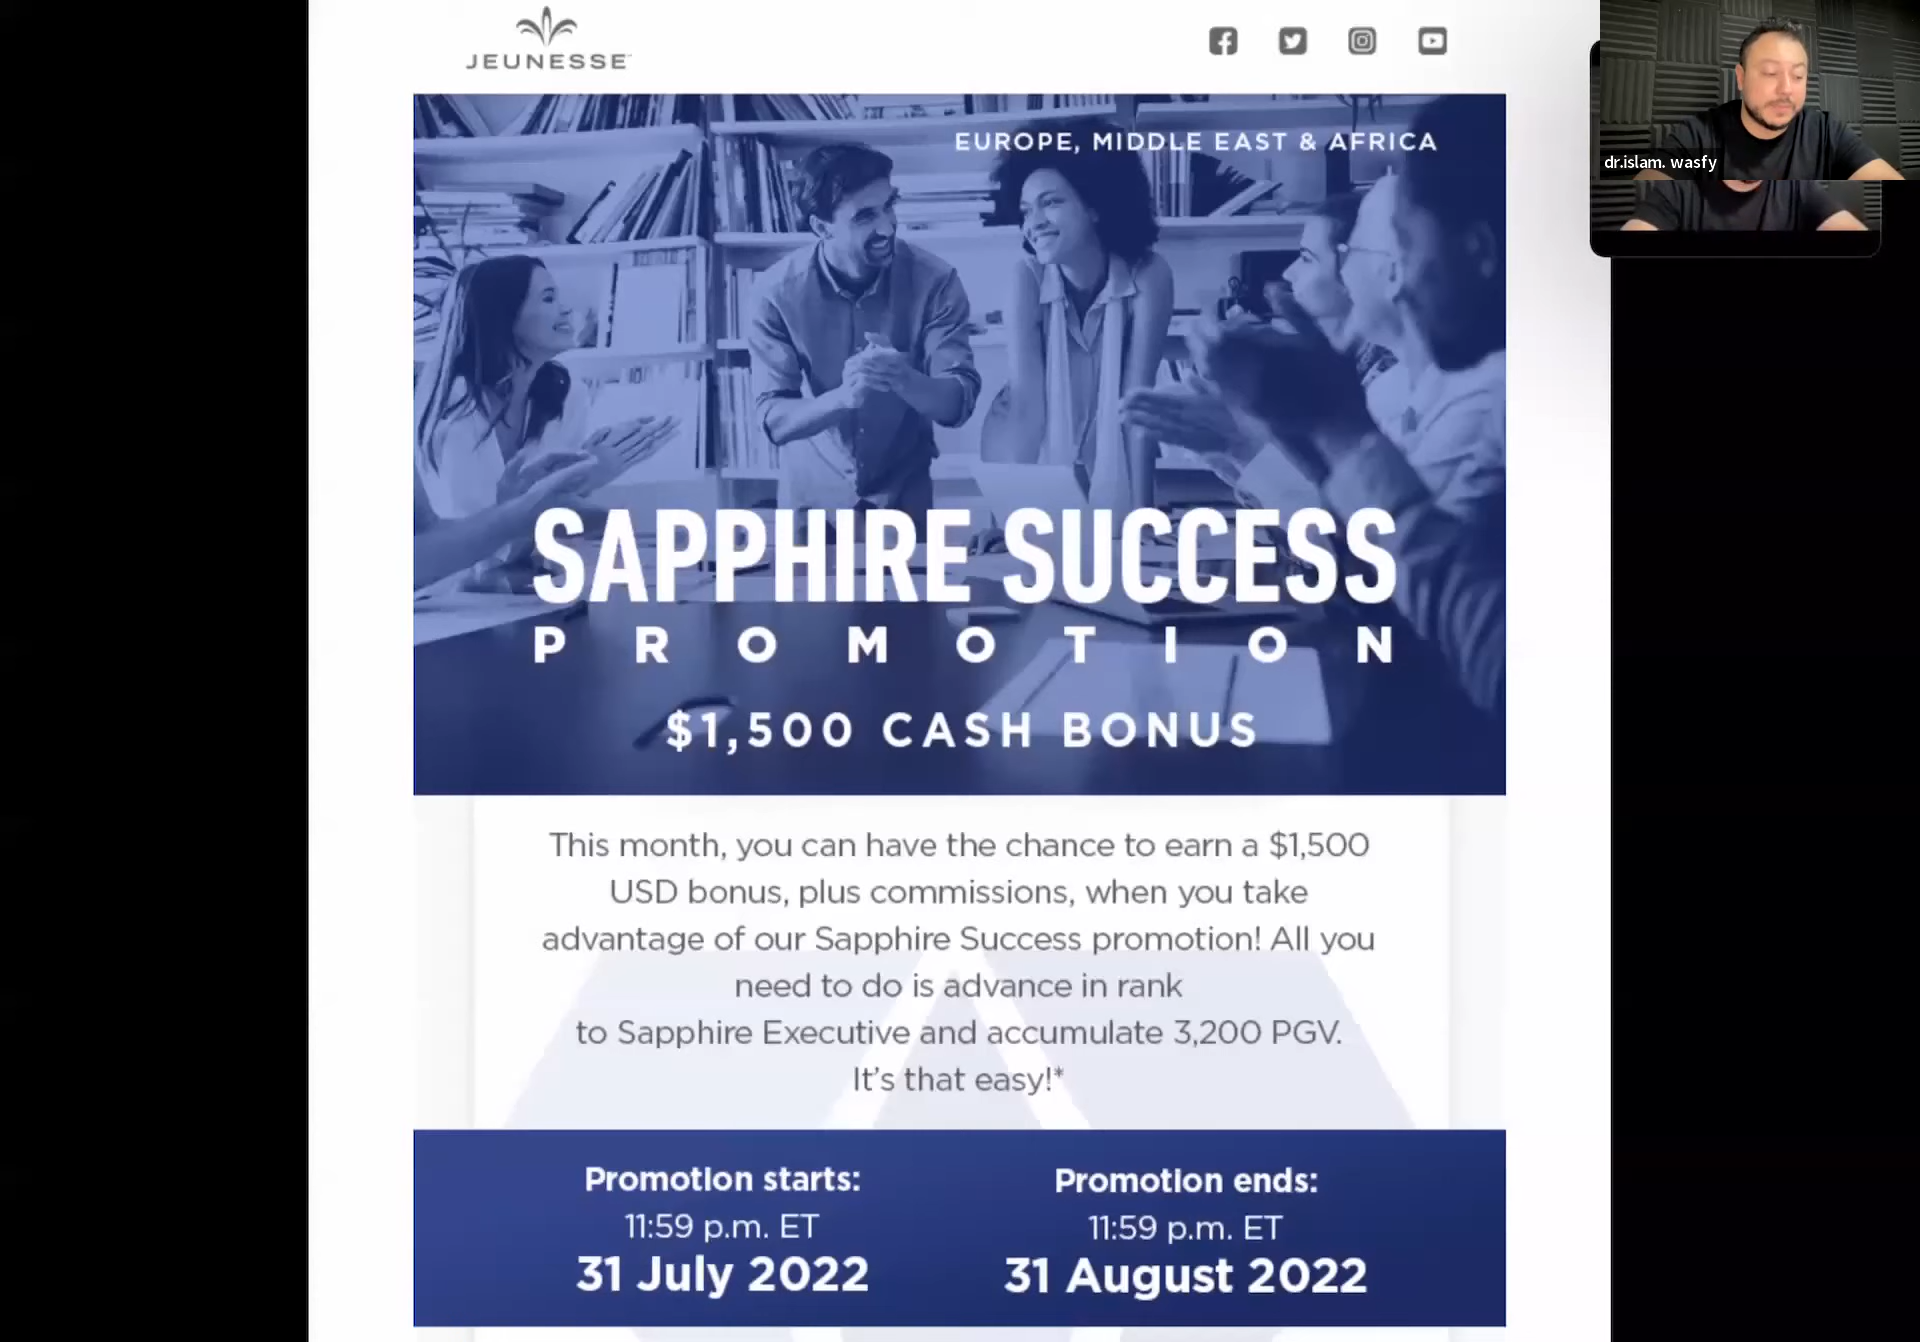 JEUNESSE
EUROPE, MIDDLE EAST & AFRICA
dr.islam. wasfy
SAPPHIRE SUCCESS
PROMOTION
$1,500 CASH BONUS
This month, you can have the chance to earn a $1,500
USD bonus, plus commissions, when you take
advantage of our Sapphire Success promotion! All you
need to do is advance in rank
to Sapphire Executive and accumulate 3,200 PGV.
It's that easy!*
Promotion starts:
11:59 p.m. ET
31 July 2022
Promotion ends:
11:59 p.m. ET
31 August 2022